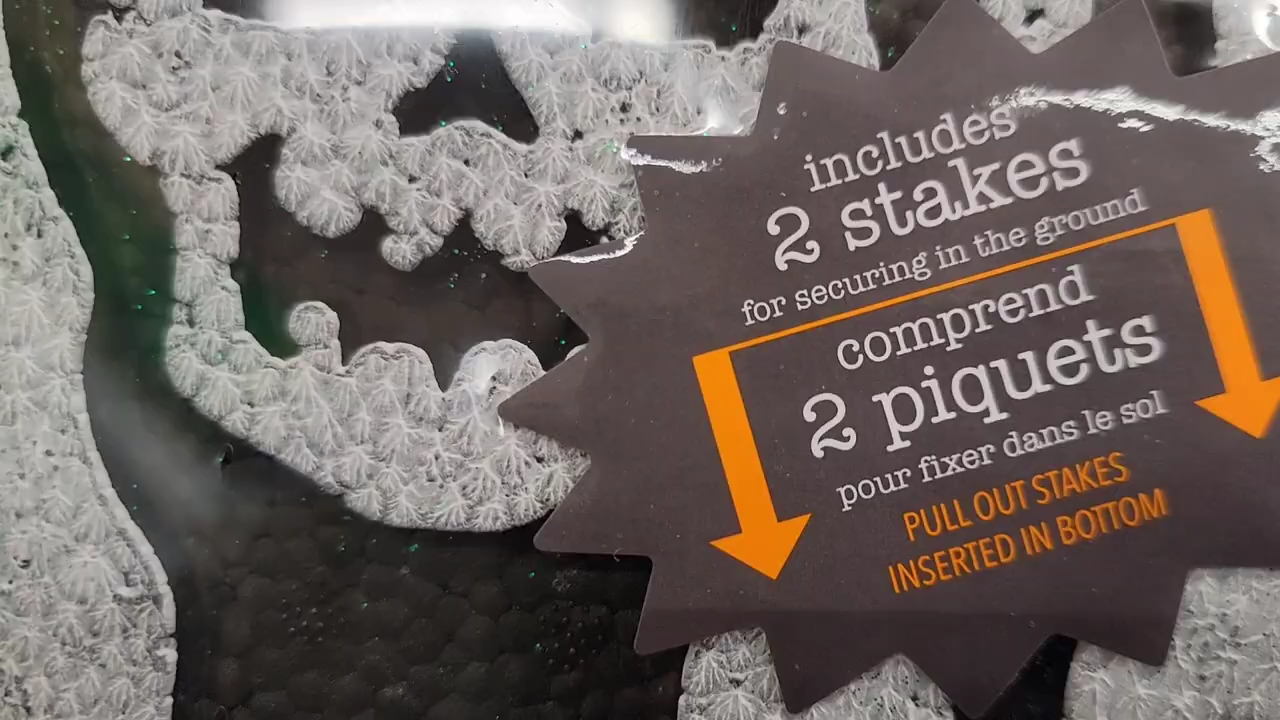 includes
2 stakes
for securing in the ground
comprend
2 piquets
pour fixer dans le sol
PULL OUT STAKES
INSERTED IN BOTTOM